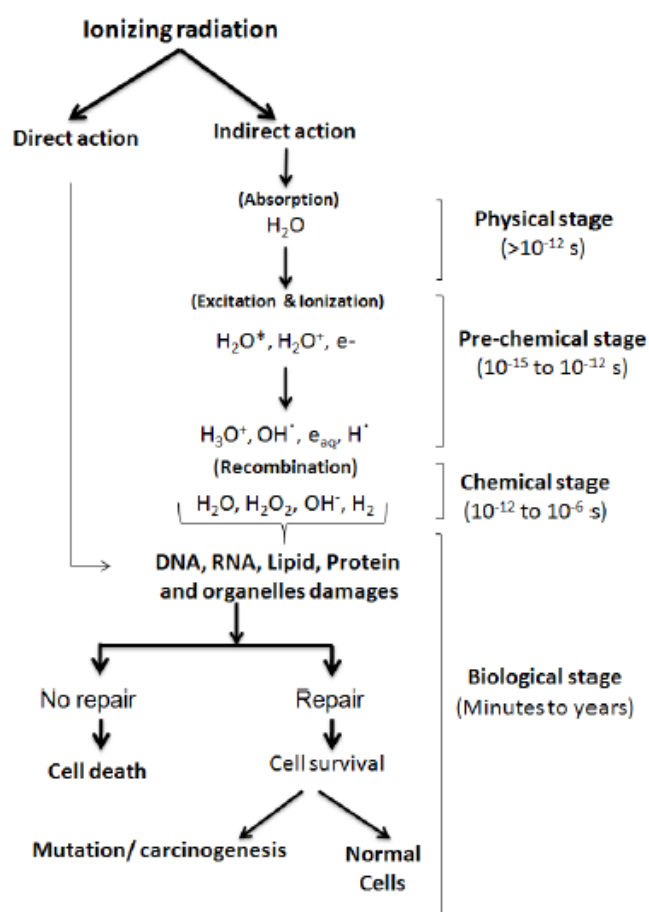 Ionizing radiation
Direct action
Indirect action
(Absorption)
H₂O
Physical stage
(>10⁻¹² s)
(Excitation & Ionization)
H₂O*, H₂O⁺, e-
Pre-chemical stage
(10⁻¹⁵ to 10⁻¹² s)
H₃O⁺, OH˙, e_aq, H˙
(Recombination)
H₂O, H₂O₂, OH⁻, H₂
Chemical stage
(10⁻¹² to 10⁻⁶ s)
DNA, RNA, Lipid, Protein
and organelles damages
No repair
Repair
Biological stage
(Minutes to years)
Cell death
Cell survival
Mutation/ carcinogenesis
Normal
Cells